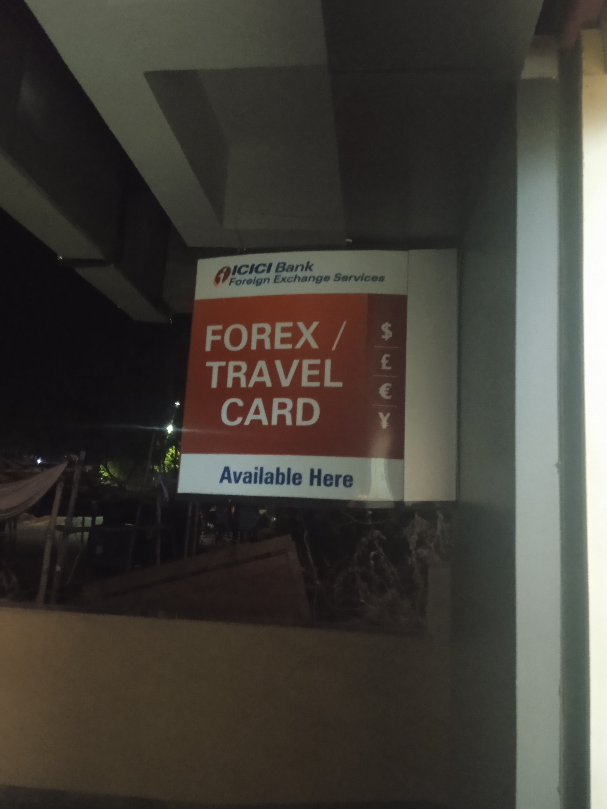 ICICI Bank
Foreign Exchange Services
FOREX /
TRAVEL
CARD
$
£
€
¥
Available Here